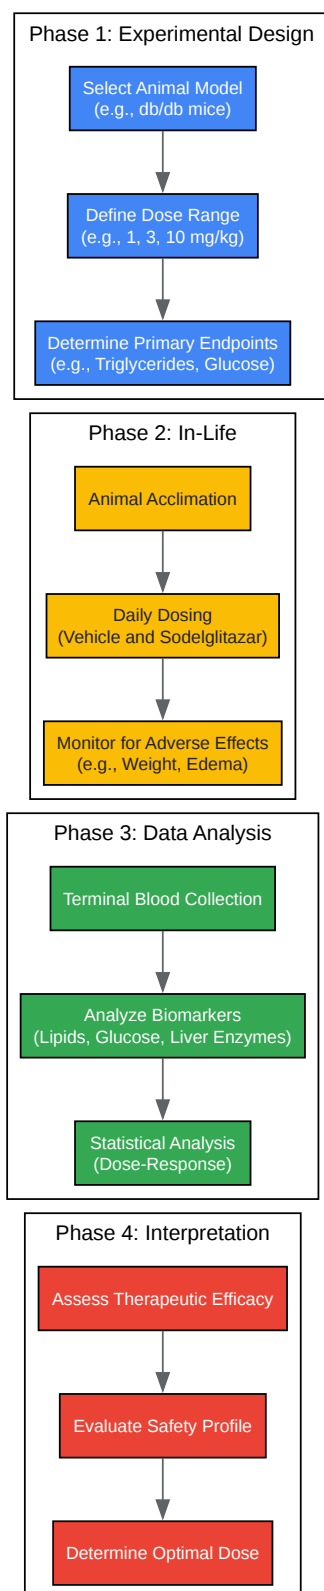 Phase 1: Experimental Design
Select Animal Model
(e.g., db/db mice)
Define Dose Range
(e.g., 1, 3, 10 mg/kg)
Determine Primary Endpoints
(e.g., Triglycerides, Glucose)
Phase 2: In-Life
Animal Acclimation
Daily Dosing
(Vehicle and Sodelglitazar)
Monitor for Adverse Effects
(e.g., Weight, Edema)
Phase 3: Data Analysis
Terminal Blood Collection
Analyze Biomarkers
(Lipids, Glucose, Liver Enzymes)
Statistical Analysis
(Dose-Response)
Phase 4: Interpretation
Assess Therapeutic Efficacy
Evaluate Safety Profile
Determine Optimal Dose